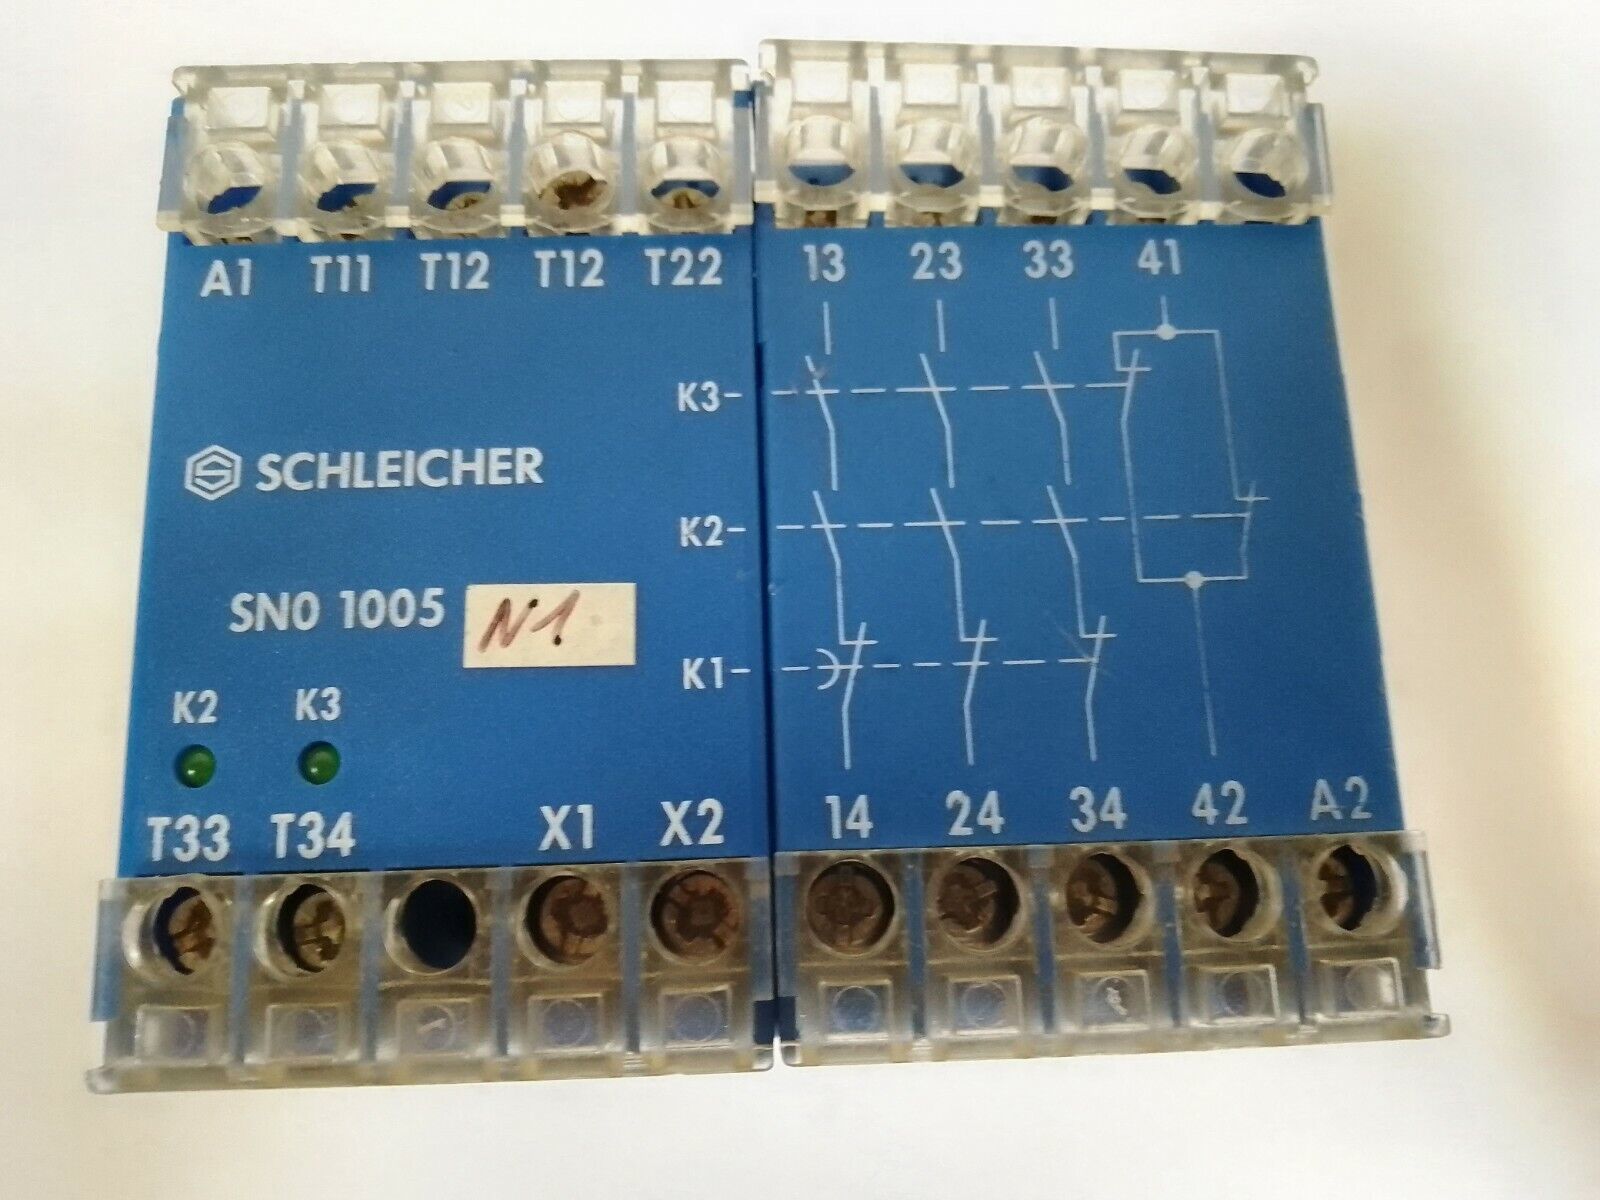 A1 T11 T12 T12 T22 13 23 33 41
K3-
SCHLEICHER
K2-
SNO 1005 N1
K1-
K2 K3
T33 T34 X1 X2 14 24 34 42 A2